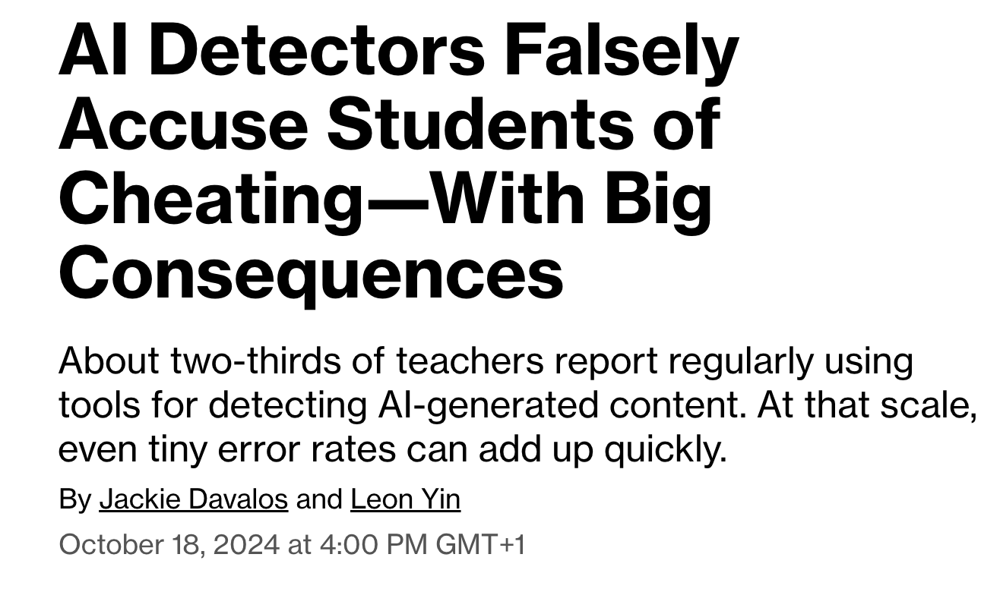 AI Detectors Falsely
Accuse Students of
Cheating—With Big
Consequences
About two-thirds of teachers report regularly using
tools for detecting AI-generated content. At that scale,
even tiny error rates can add up quickly.
By Jackie Davalos and Leon Yin
October 18, 2024 at 4:00 PM GMT+1